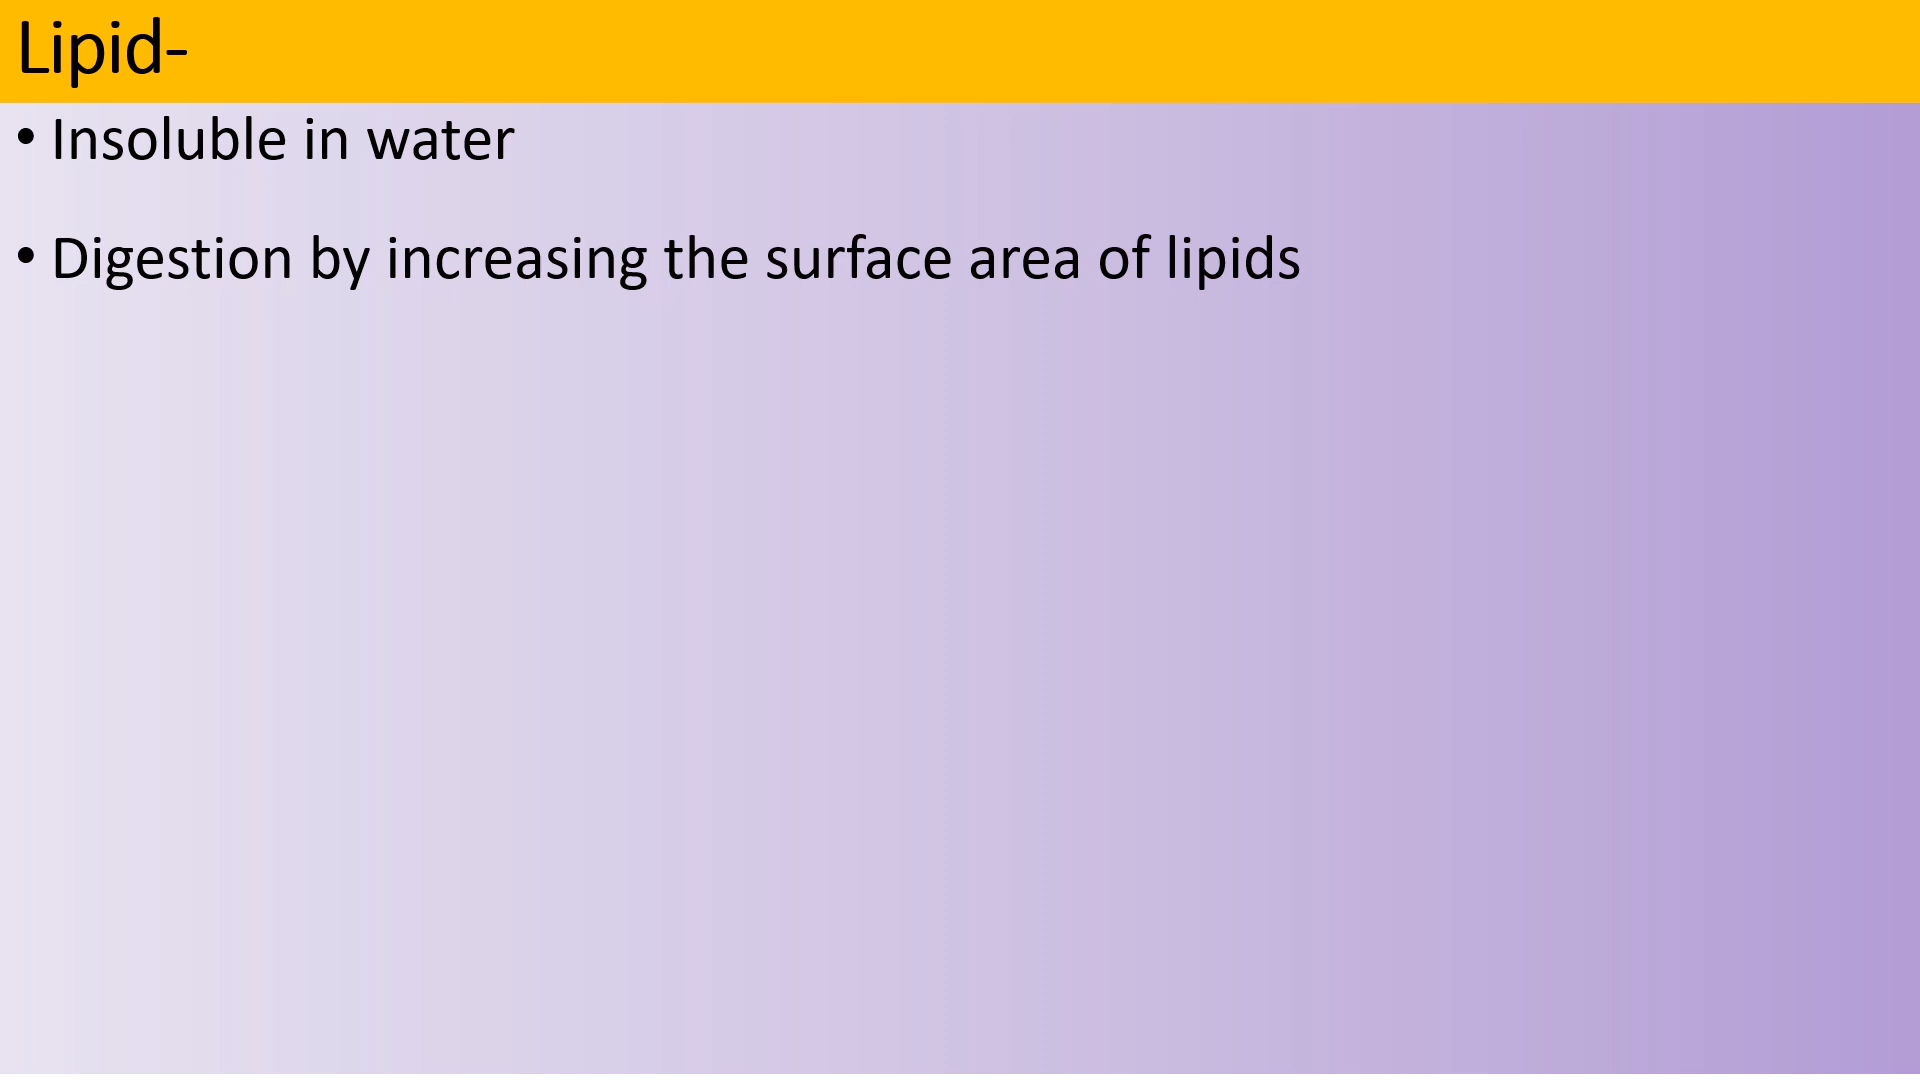 Lipid-
• Insoluble in water
• Digestion by increasing the surface area of lipids